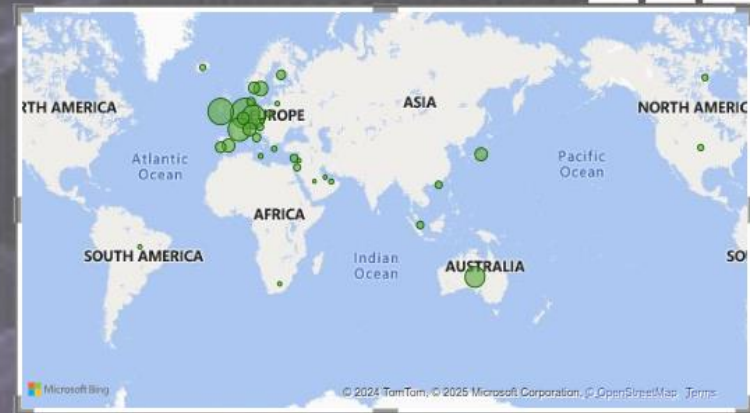 RTH AMERICA
Atlantic
Ocean
UROPE
ASIA
Pacific
Ocean
NORTH AMERIC
AFRICA
SOUTH AMERICA
Indian
Ocean
AUSTRALIA
SO
Microsoft Bing
© 2024 TomTom, © 2025 Microsoft Corporation, © OpenStreetMap Terms